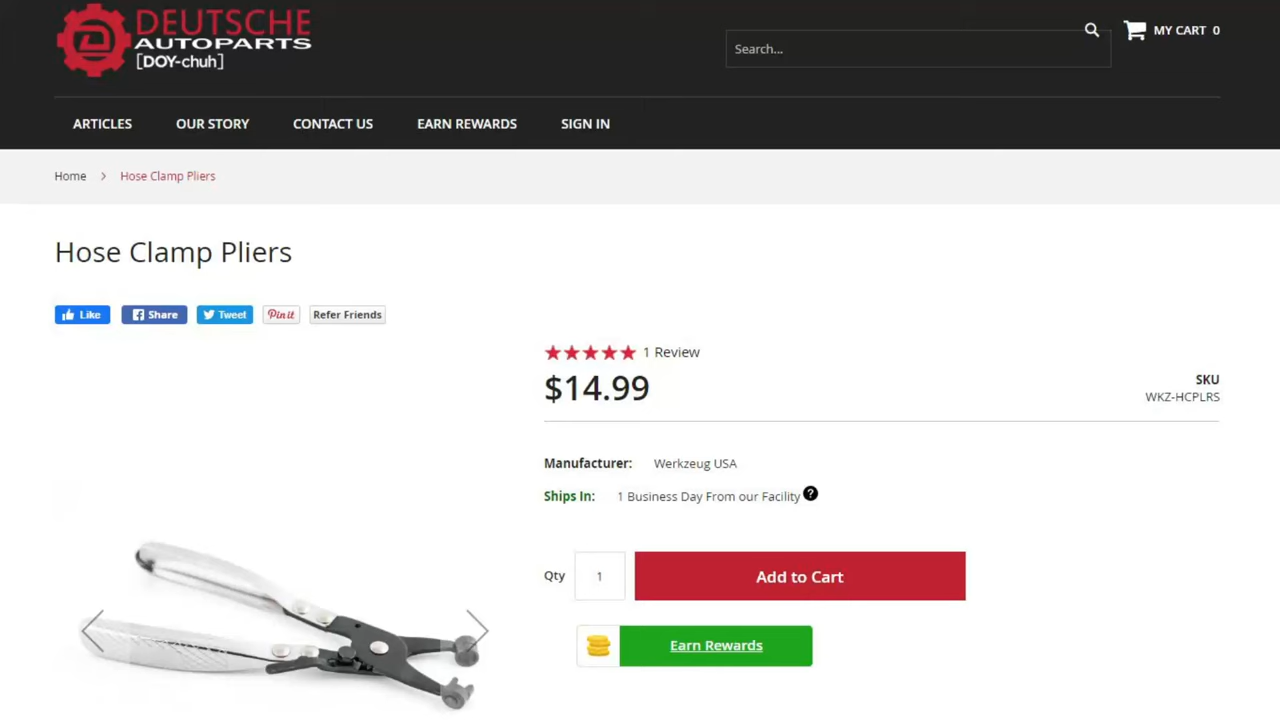 DEUTSCHE
AUTOPARTS
[DOY-chuh]
Search...
MY CART 0
ARTICLES OUR STORY CONTACT US EARN REWARDS SIGN IN
Home > Hose Clamp Pliers
Hose Clamp Pliers
Like Share Tweet Pin it Refer Friends
1 Review
$14.99
SKU
WKZ-HCPLRS
Manufacturer: Werkzeug USA
Ships In: 1 Business Day From our Facility ?
Qty 1 Add to Cart
Earn Rewards